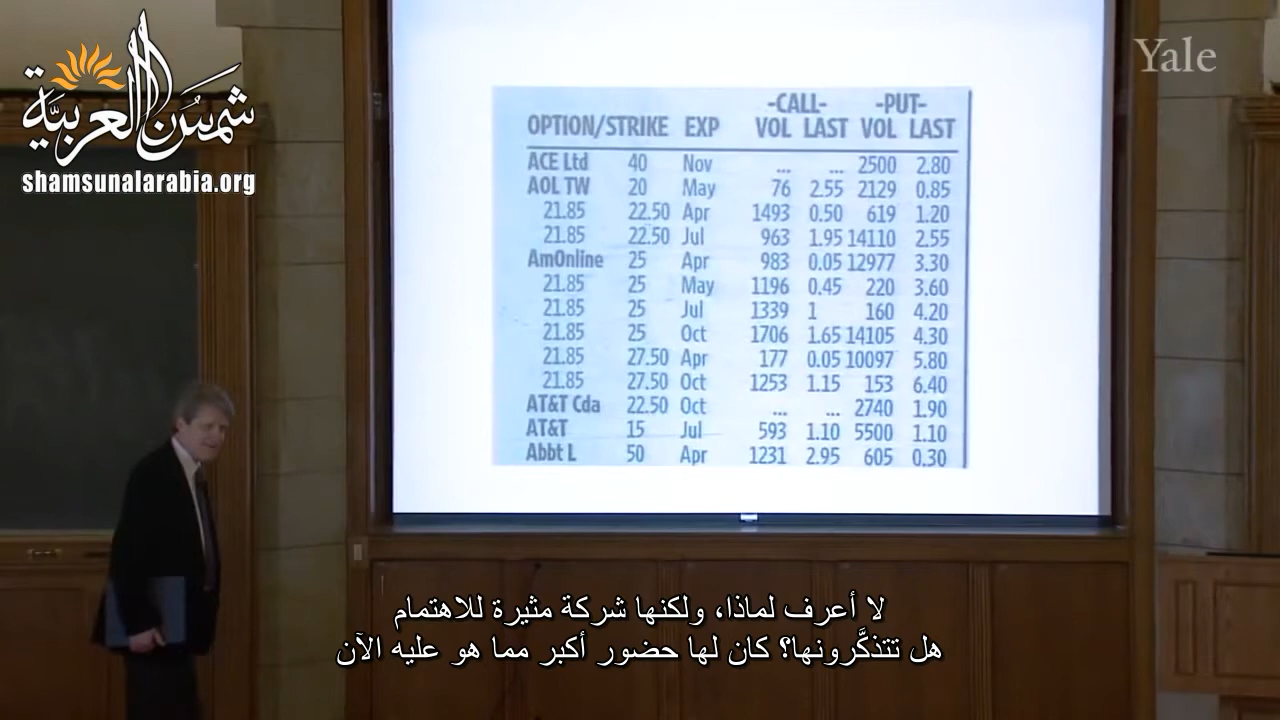 شمسُ العربيّة
shamsunalarabia.org
Yale
-CALL- -PUT-
OPTION/STRIKE EXP VOL LAST VOL LAST
ACE Ltd 40 Nov ... ... 2500 2.80
AOL TW 20 May 76 2.55 2129 0.85
21.85 22.50 Apr 1493 0.50 619 1.20
21.85 22.50 Jul 963 1.95 14110 2.55
AmOnline 25 Apr 983 0.05 12977 3.30
21.85 25 May 1196 0.45 220 3.60
21.85 25 Jul 1339 1 160 4.20
21.85 25 Oct 1706 1.65 14105 4.30
21.85 27.50 Apr 177 0.05 10097 5.80
21.85 27.50 Oct 1253 1.15 153 6.40
AT&T Cda 22.50 Oct ... ... 2740 1.90
AT&T 15 Jul 593 1.10 5500 1.10
Abbt L 50 Apr 1231 2.95 605 0.30
لا أعرف لماذا، ولكنها شركة مثيرة للاهتمام
هل تتذكَّرونها؟ كان لها حضور أكبر مما هو عليه الآن